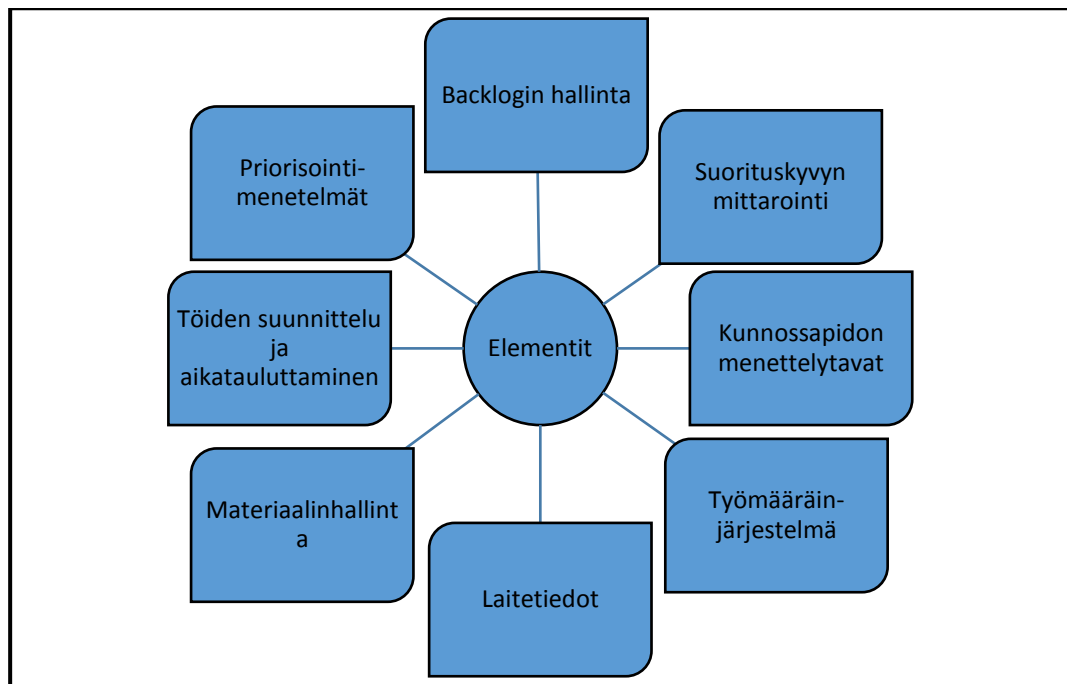 Backlogin hallinta
Suorituskyvyn
mittarointi
Kunnossapidon
menettelytavat
Työmääräin-
järjestelmä
Laitetiedot
Materiaalinhallint
a
Töiden suunnittelu
ja
aikatauluttaminen
Priorisointi-
menetelmät
Elementit